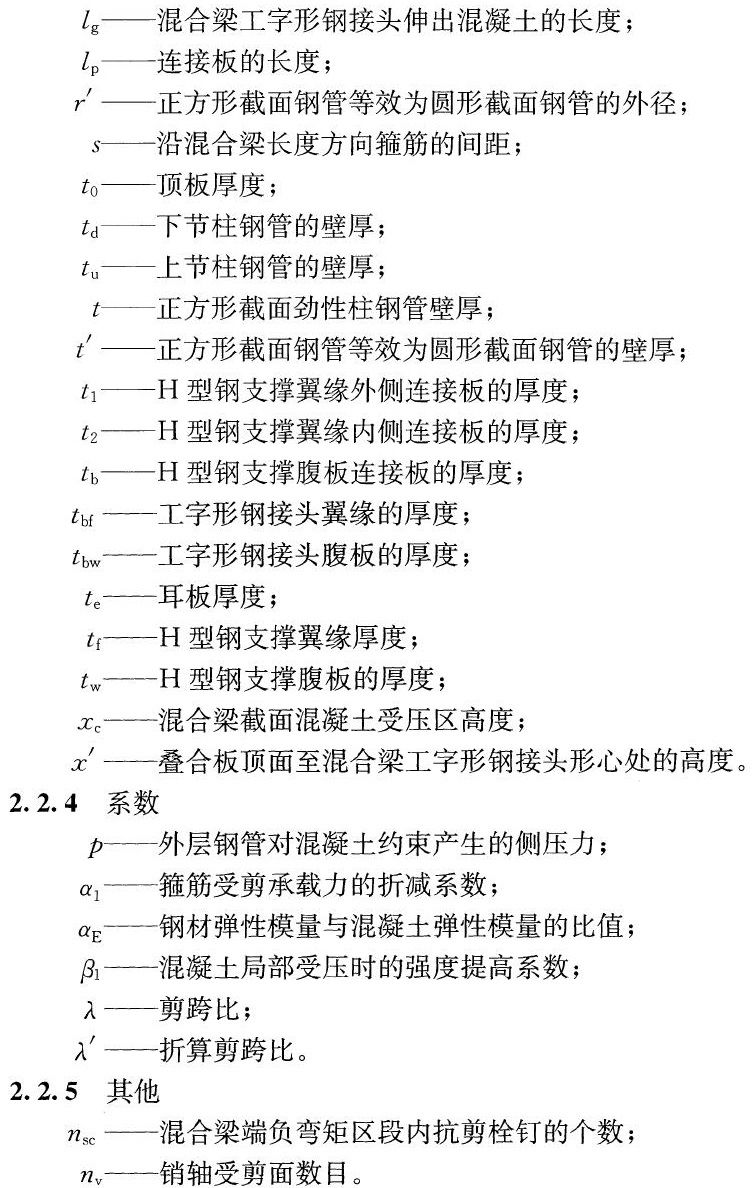 l_g——混合梁工字形钢接头伸出混凝土的长度；
l_p——连接板的长度；
r′——正方形截面钢管等效为圆形截面钢管的外径；
s——沿混合梁长度方向箍筋的间距；
t_0——顶板厚度；
t_d——下节柱钢管的壁厚；
t_u——上节柱钢管的壁厚；
t——正方形截面劲性柱钢管壁厚；
t′——正方形截面钢管等效为圆形截面钢管的壁厚；
t_1——H 型钢支撑翼缘外侧连接板的厚度；
t_2——H 型钢支撑翼缘内侧连接板的厚度；
t_b——H 型钢支撑腹板连接板的厚度；
t_bf——工字形钢接头翼缘的厚度；
t_bw——工字形钢接头腹板的厚度；
t_e——耳板厚度；
t_f——H 型钢支撑翼缘厚度；
t_w——H 型钢支撑腹板的厚度；
x_c——混合梁截面混凝土受压区高度；
x′——叠合板顶面至混合梁工字形钢接头形心处的高度。
2.2.4 系数
p——外层钢管对混凝土约束产生的侧压力；
α_1——箍筋受剪承载力的折减系数；
α_E——钢材弹性模量与混凝土弹性模量的比值；
β_l——混凝土局部受压时的强度提高系数；
λ——剪跨比；
λ′——折算剪跨比。
2.2.5 其他
n_sc——混合梁端负弯矩区段内抗剪栓钉的个数；
n_v——销轴受剪面数目。